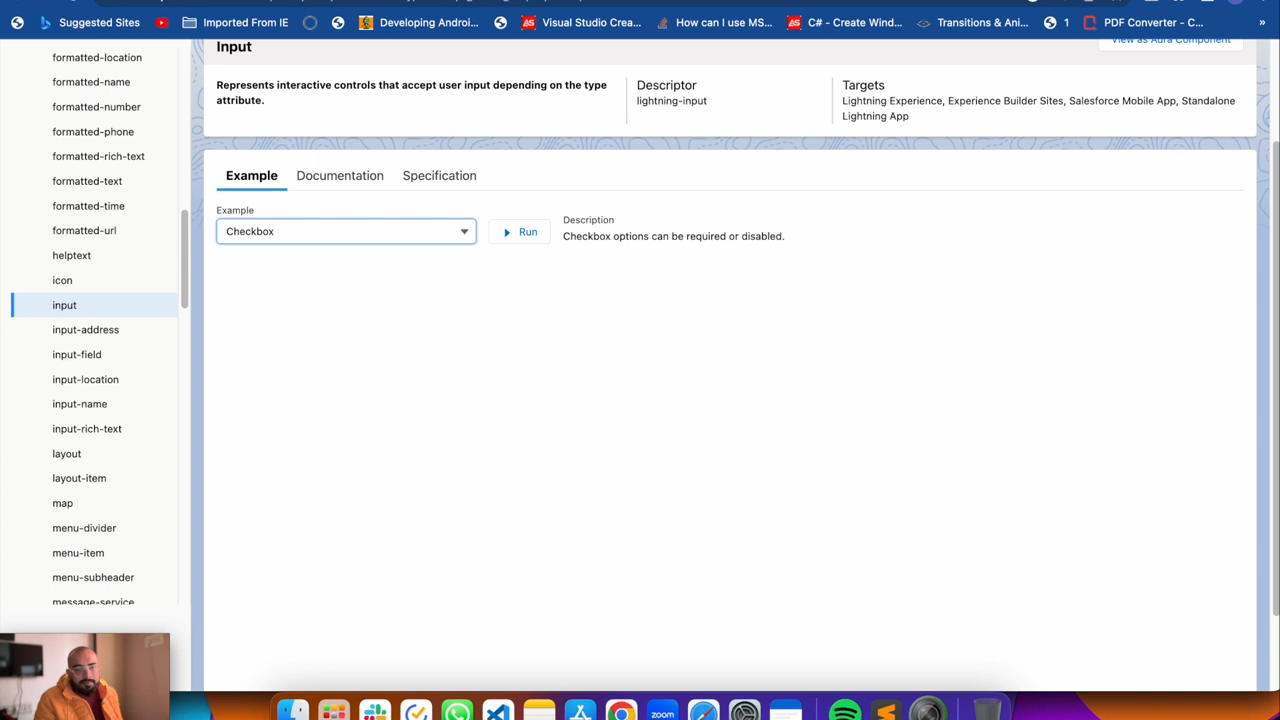 Suggested Sites
Imported From IE
Developing Androi...
Visual Studio Crea...
How can I use MS...
C# - Create Wind...
Transitions & Ani...
1
PDF Converter - C...
»
formatted-location
formatted-name
formatted-number
formatted-phone
formatted-rich-text
formatted-text
formatted-time
formatted-url
helptext
icon
input
input-address
input-field
input-location
input-name
input-rich-text
layout
layout-item
map
menu-divider
menu-item
menu-subheader
message-service
Input
View as Aura Component
Represents interactive controls that accept user input depending on the type
attribute.
Descriptor
lightning-input
Targets
Lightning Experience, Experience Builder Sites, Salesforce Mobile App, Standalone
Lightning App
Example
Documentation
Specification
Example
Checkbox
Run
Description
Checkbox options can be required or disabled.
zoom